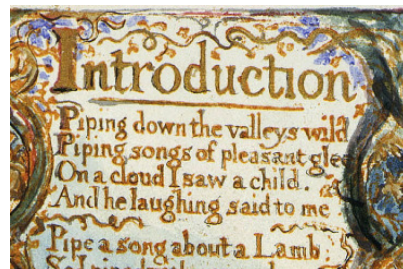 Introduction
Piping down the valleys wild
Piping songs of pleasant glee
On a cloud I saw a child.
And he laughing said to me
Pipe a song about a Lamb: